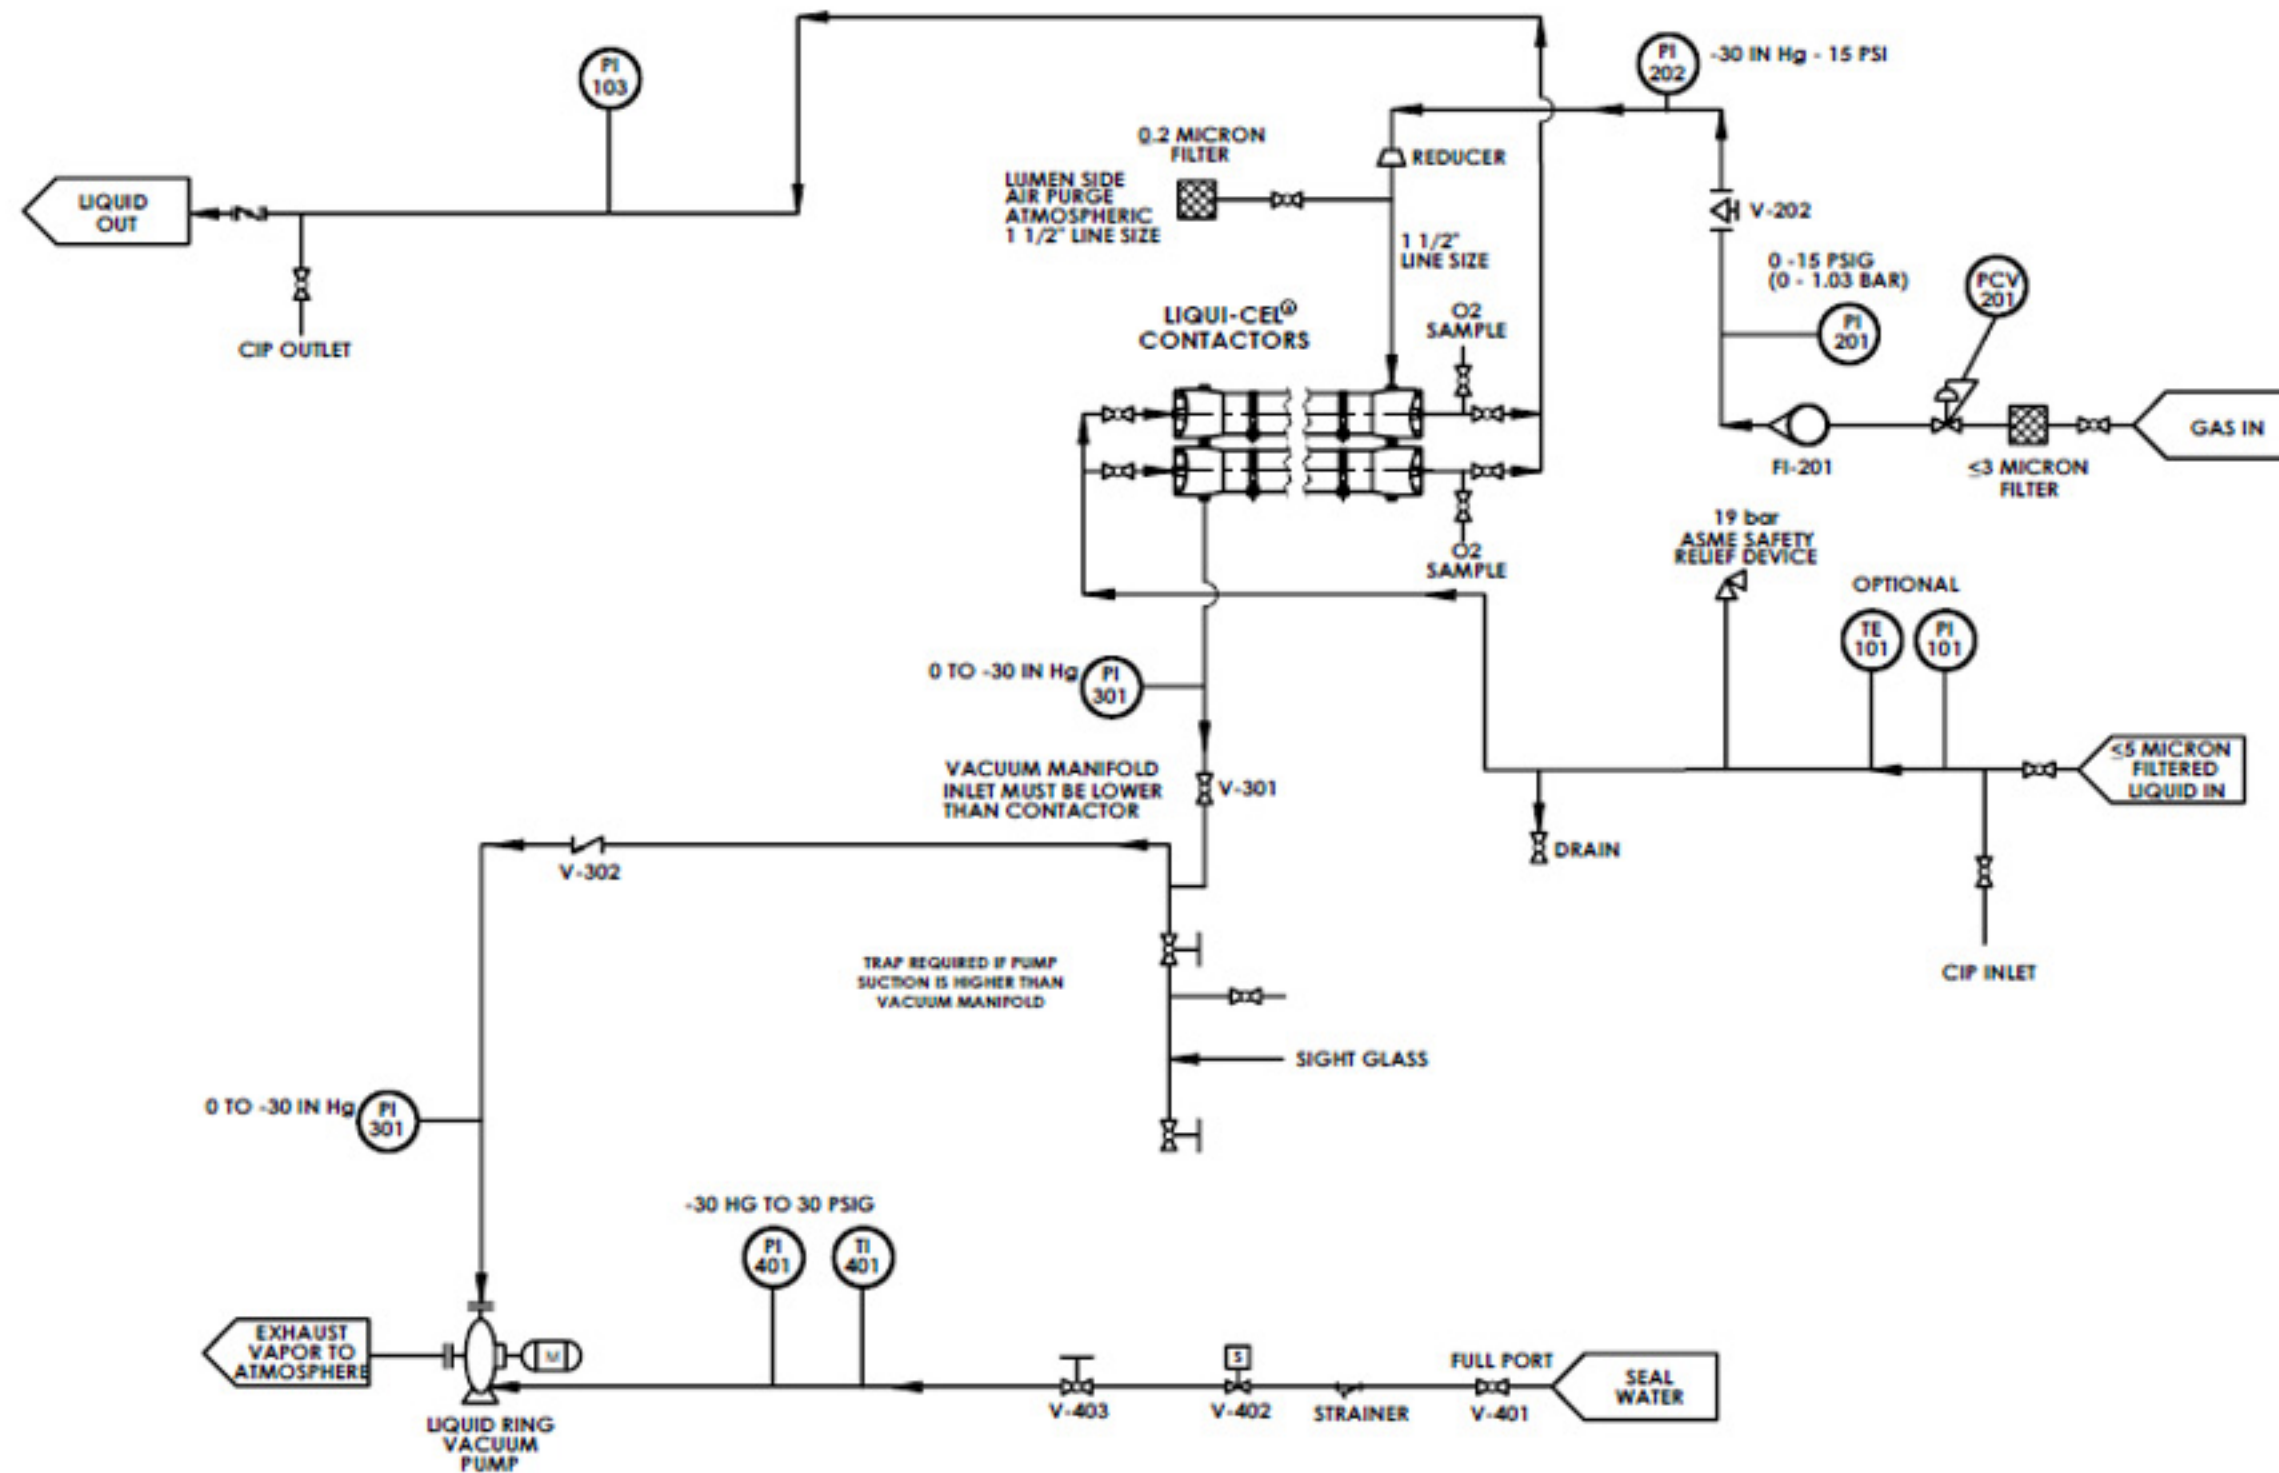 PI
103
PI
202
-30 IN Hg - 15 PSI
0.2 MICRON
FILTER
REDUCER
LUMEN SIDE
AIR PURGE
ATMOSPHERIC
1 1/2" LINE SIZE
LIQUID
OUT
V-202
1 1/2"
LINE SIZE
0 -15 PSIG
(0 - 1.03 BAR)
PCV
201
PI
201
CIP OUTLET
LIQUI-CEL®
CONTACTORS
O2
SAMPLE
GAS IN
FI-201
≤3 MICRON
FILTER
19 bar
ASME SAFETY
RELIEF DEVICE
O2
SAMPLE
OPTIONAL
TE
101
PI
101
0 TO -30 IN Hg
PI
301
≤5 MICRON
FILTERED
LIQUID IN
VACUUM MANIFOLD
INLET MUST BE LOWER
THAN CONTACTOR
V-301
DRAIN
V-302
TRAP REQUIRED IF PUMP
SUCTION IS HIGHER THAN
VACUUM MANIFOLD
CIP INLET
SIGHT GLASS
0 TO -30 IN Hg
PI
301
-30 HG TO 30 PSIG
PI
401
TI
401
EXHAUST
VAPOR TO
ATMOSPHERE
M
S
FULL PORT
SEAL
WATER
V-403
V-402
STRAINER
V-401
LIQUID RING
VACUUM
PUMP